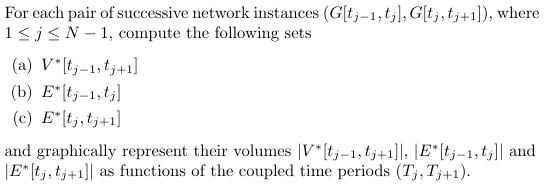 For each pair of successive network instances (G[t_{j−1}, t_j], G[t_j, t_{j+1}]), where
1 ≤ j ≤ N − 1, compute the following sets
(a) V*[t_{j−1}, t_{j+1}]
(b) E*[t_{j−1}, t_j]
(c) E*[t_j, t_{j+1}]
and graphically represent their volumes |V*[t_{j−1}, t_{j+1}]|, |E*[t_{j−1}, t_j]| and
|E*[t_j, t_{j+1}]| as functions of the coupled time periods (T_j, T_{j+1}).